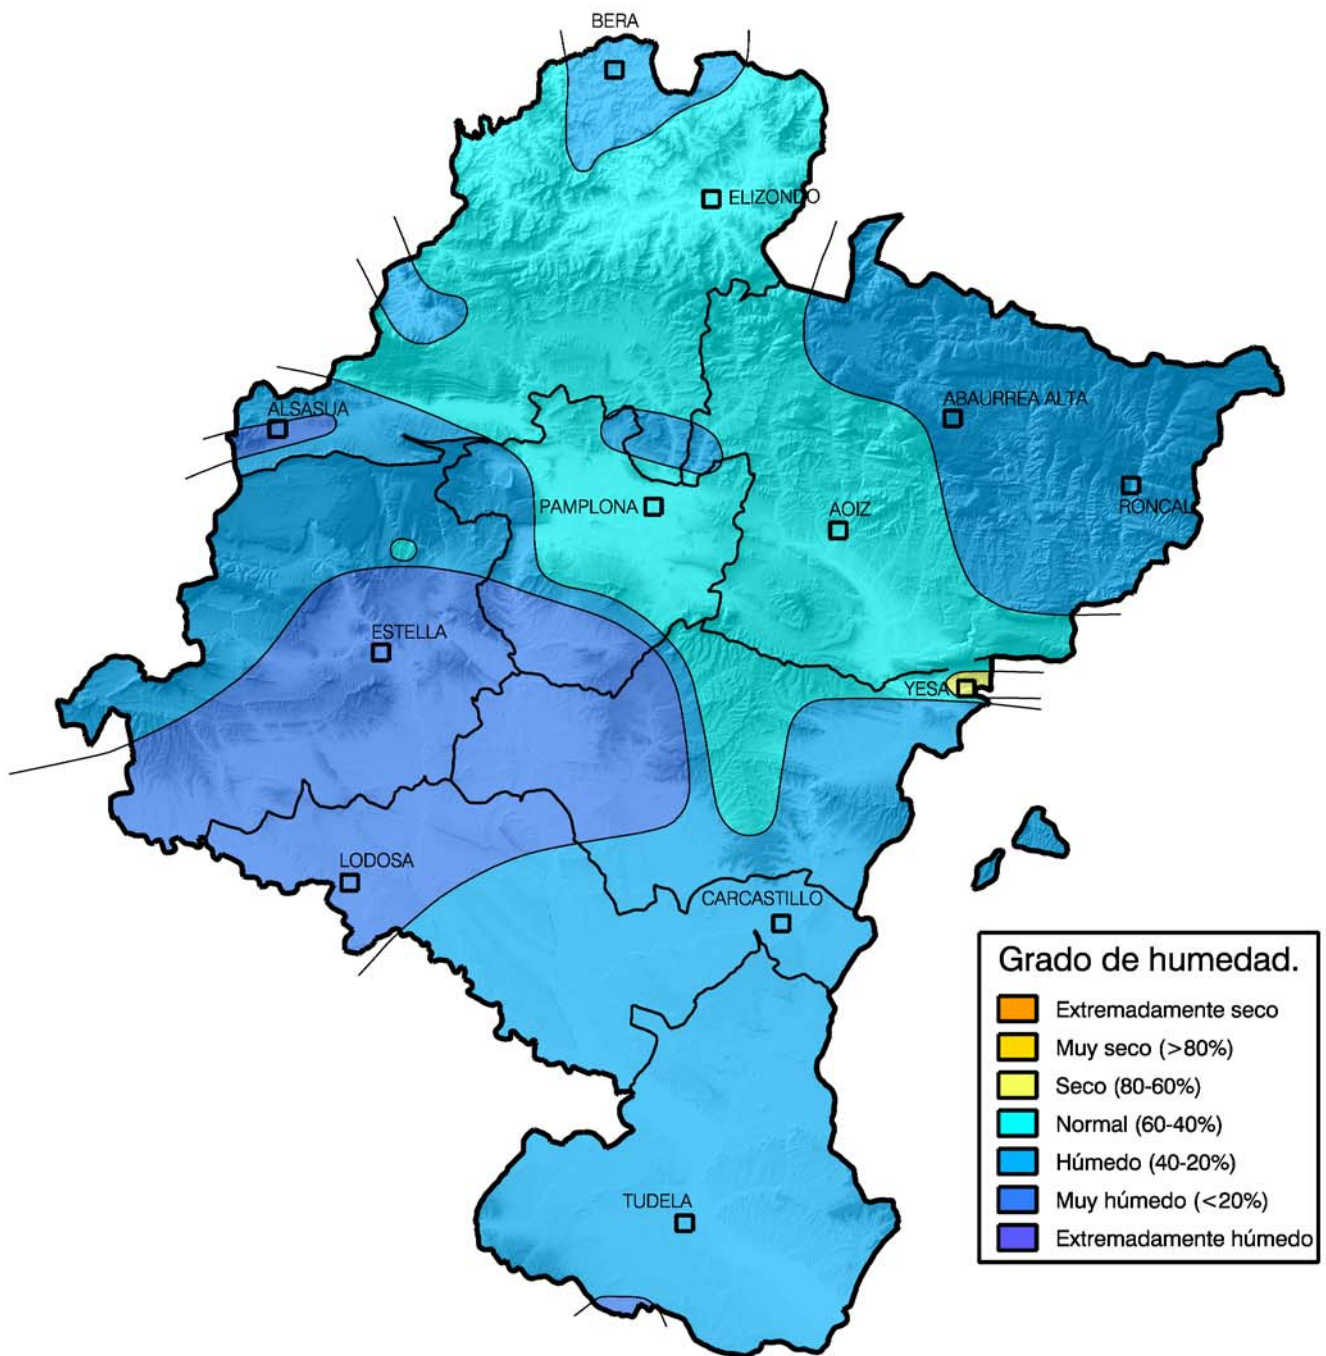 BERA
ELIZONDO
ALSASUA
ABAURREA ALTA
PAMPLONA
AOIZ
RONCAL
ESTELLA
YESA
LODOSA
CARCASTILLO
TUDELA
Grado de humedad.
Extremadamente seco
Muy seco (>80%)
Seco (80-60%)
Normal (60-40%)
Húmedo (40-20%)
Muy húmedo (<20%)
Extremadamente húmedo